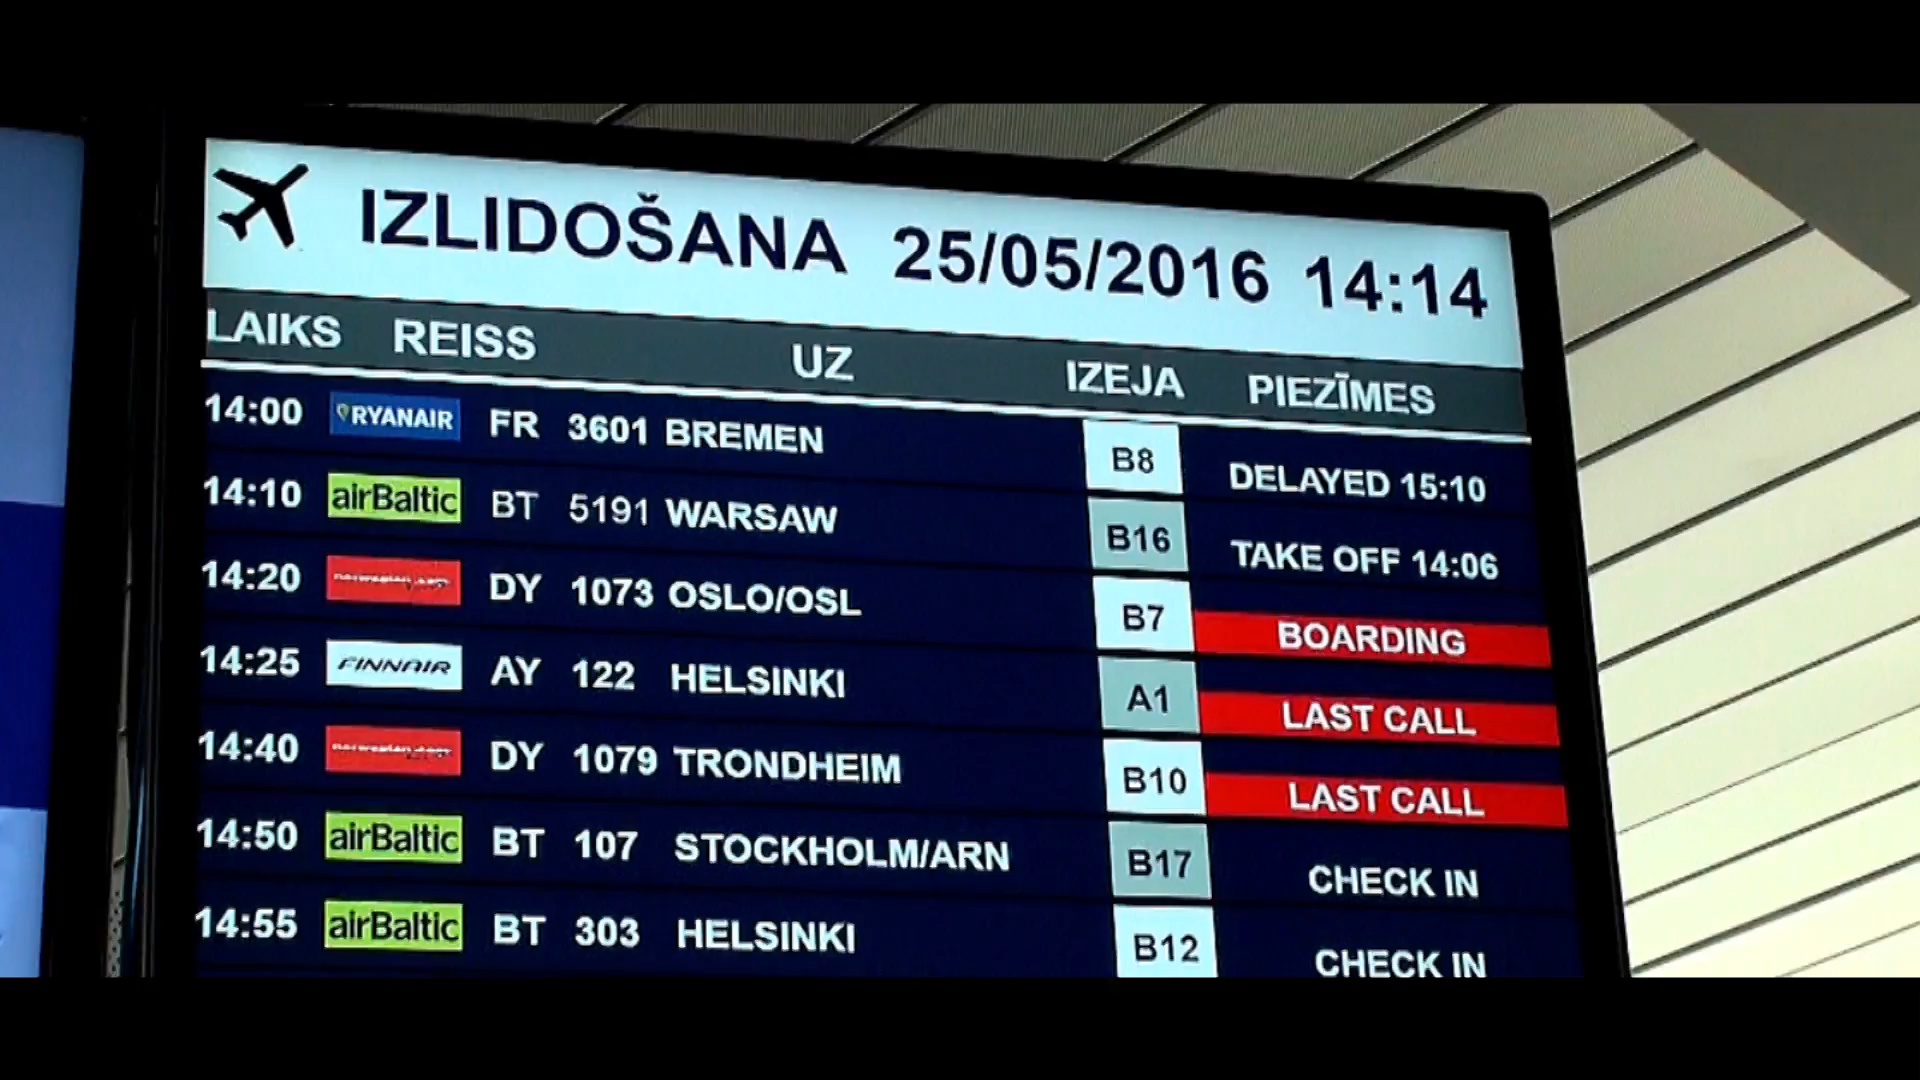 IZLIDOŠANA 25/05/2016 14:14
LAIKS REISS UZ IZEJA PIEZĪMES
14:00 RYANAIR FR 3601 BREMEN B8 DELAYED 15:10
14:10 airBaltic BT 5191 WARSAW B16 TAKE OFF 14:06
14:20 DY 1073 OSLO/OSL B7 BOARDING
14:25 FINNAIR AY 122 HELSINKI A1 LAST CALL
14:40 DY 1079 TRONDHEIM B10 LAST CALL
14:50 airBaltic BT 107 STOCKHOLM/ARN B17 CHECK IN
14:55 airBaltic BT 303 HELSINKI B12 CHECK IN